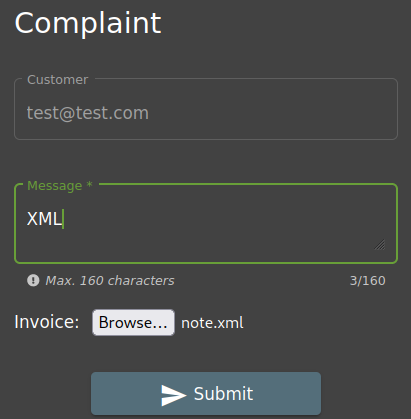 Complaint
Customer
test@test.com
Message *
XML
Max. 160 characters 3/160
Invoice: Browse... note.xml
Submit